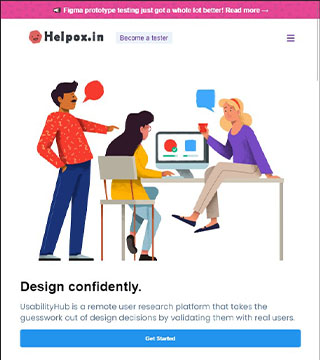 Figma prototype testing just got a whole lot better! Read more →
Helpox.in
Become a tester
Design confidently.
UsabilityHub is a remote user research platform that takes the
guesswork out of design decisions by validating them with real users.
Get Started